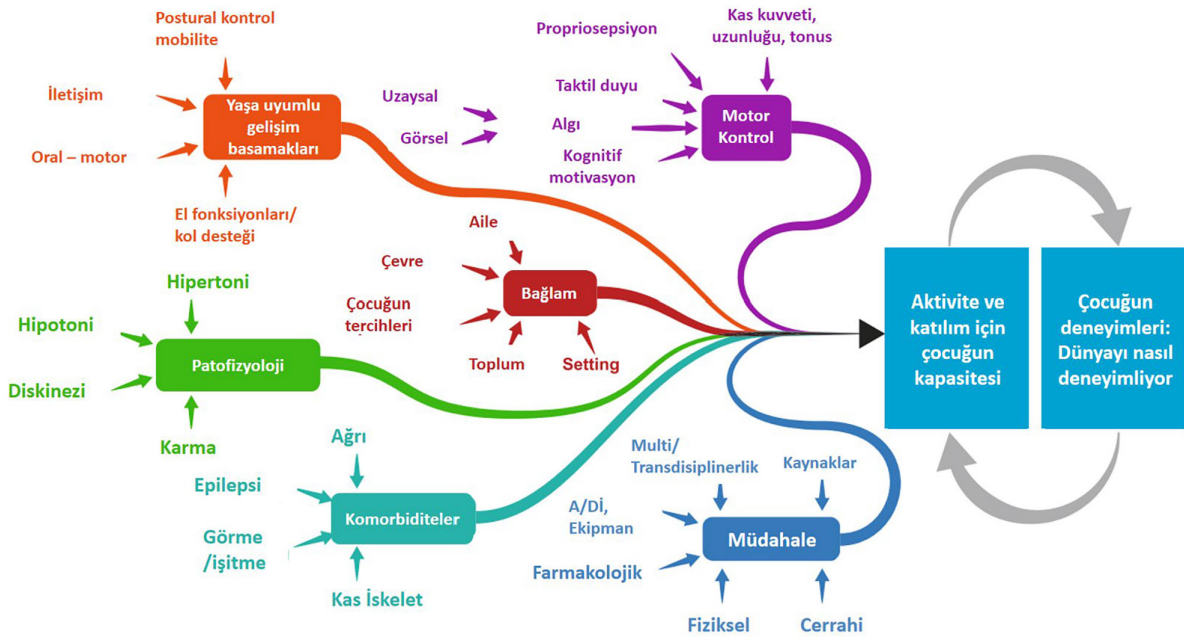 Postural kontrol
mobilite
İletişim
Oral – motor
Yaşa uyumlu
gelişim
basamakları
El fonksiyonları/
kol desteği
Propriosepsiyon
Kas kuvveti,
uzunluğu, tonus
Uzaysal
Görsel
Taktil duyu
Algı
Kognitif
motivasyon
Motor
Kontrol
Aile
Çevre
Çocuğun
tercihleri
Toplum
Setting
Bağlam
Hipertoni
Hipotoni
Diskinezi
Karma
Patofizyoloji
Ağrı
Epilepsi
Görme
/işitme
Kas İskelet
Komorbiditeler
Multi/
Transdisiplinerlik
Kaynaklar
A/Dİ,
Ekipman
Farmakolojik
Fiziksel
Cerrahi
Müdahale
Aktivite ve
katılım için
çocuğun
kapasitesi
Çocuğun
deneyimleri:
Dünyayı nasıl
deneyimliyor